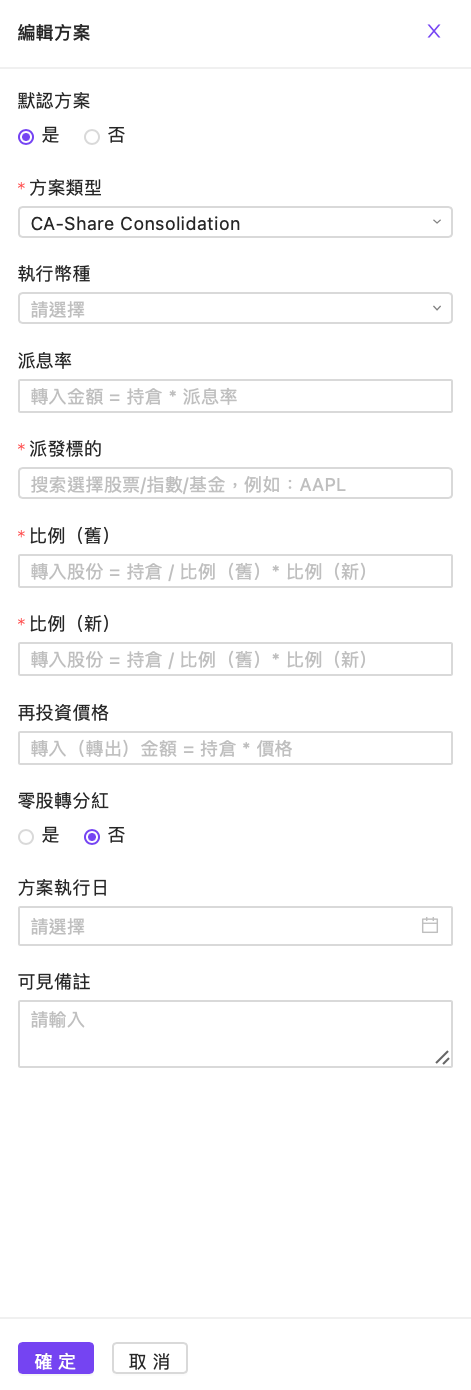 編輯方案
默認方案
是 否
* 方案類型
CA-Share Consolidation
執行幣種
請選擇
派息率
轉入金額 = 持倉 * 派息率
* 派發標的
搜索選擇股票/指數/基金，例如：AAPL
* 比例（舊）
轉入股份 = 持倉 / 比例（舊）* 比例（新）
* 比例（新）
轉入股份 = 持倉 / 比例（舊）* 比例（新）
再投資價格
轉入（轉出）金額 = 持倉 * 價格
零股轉分紅
是 否
方案執行日
請選擇
可見備註
請輸入
確 定 取 消